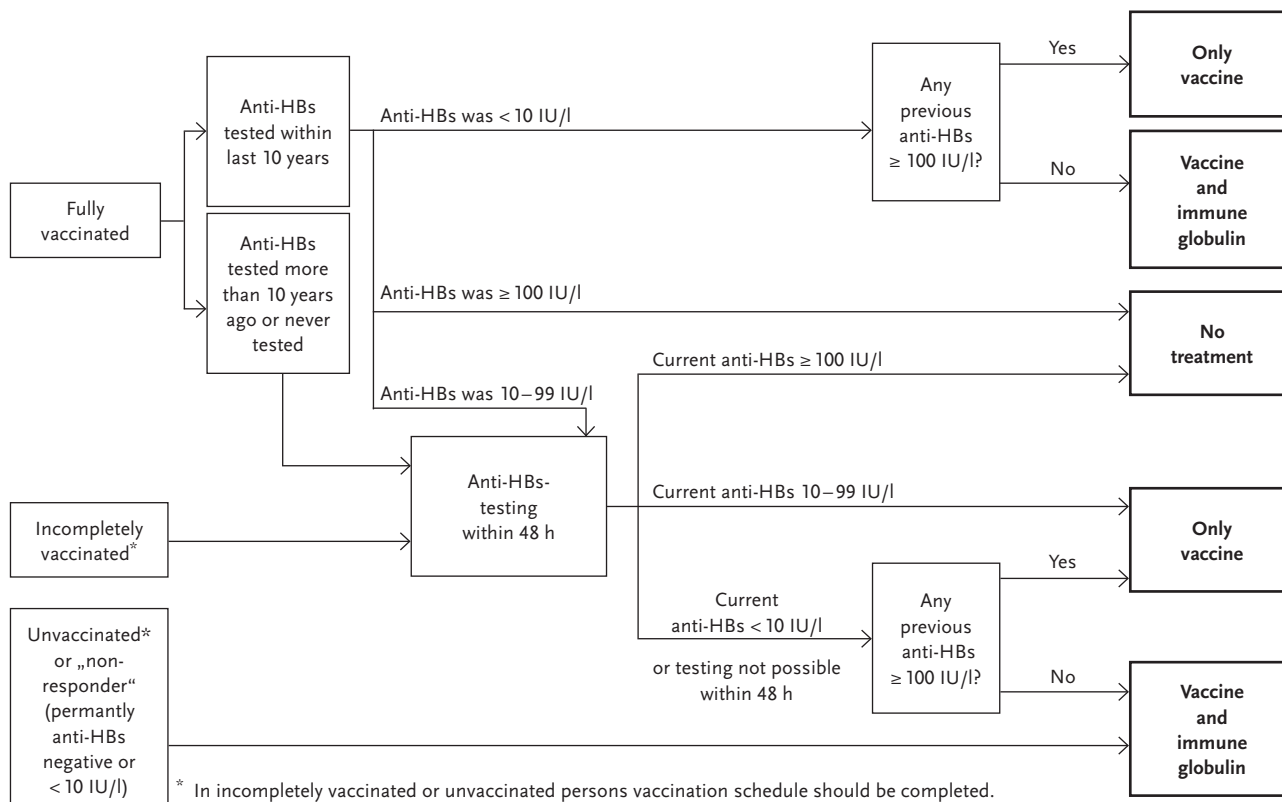 Fully
vaccinated
Anti-HBs
tested within
last 10 years
Anti-HBs
tested more
than 10 years
ago or never
tested
Anti-HBs was < 10 IU/l
Any
previous
anti-HBs
≥ 100 IU/l?
Yes
Only
vaccine
No
Vaccine
and
immune
globulin
Anti-HBs was ≥ 100 IU/l
No
treatment
Anti-HBs was 10–99 IU/l
Current anti-HBs ≥ 100 IU/l
Incompletely
vaccinated*
Anti-HBs-
testing
within 48 h
Current anti-HBs 10–99 IU/l
Only
vaccine
Current
anti-HBs < 10 IU/l
or testing not possible
within 48 h
Any
previous
anti-HBs
≥ 100 IU/l?
Yes
No
Vaccine
and
immune
globulin
Unvaccinated*
or „non-
responder“
(permantly
anti-HBs
negative or
< 10 IU/l)
* In incompletely vaccinated or unvaccinated persons vaccination schedule should be completed.